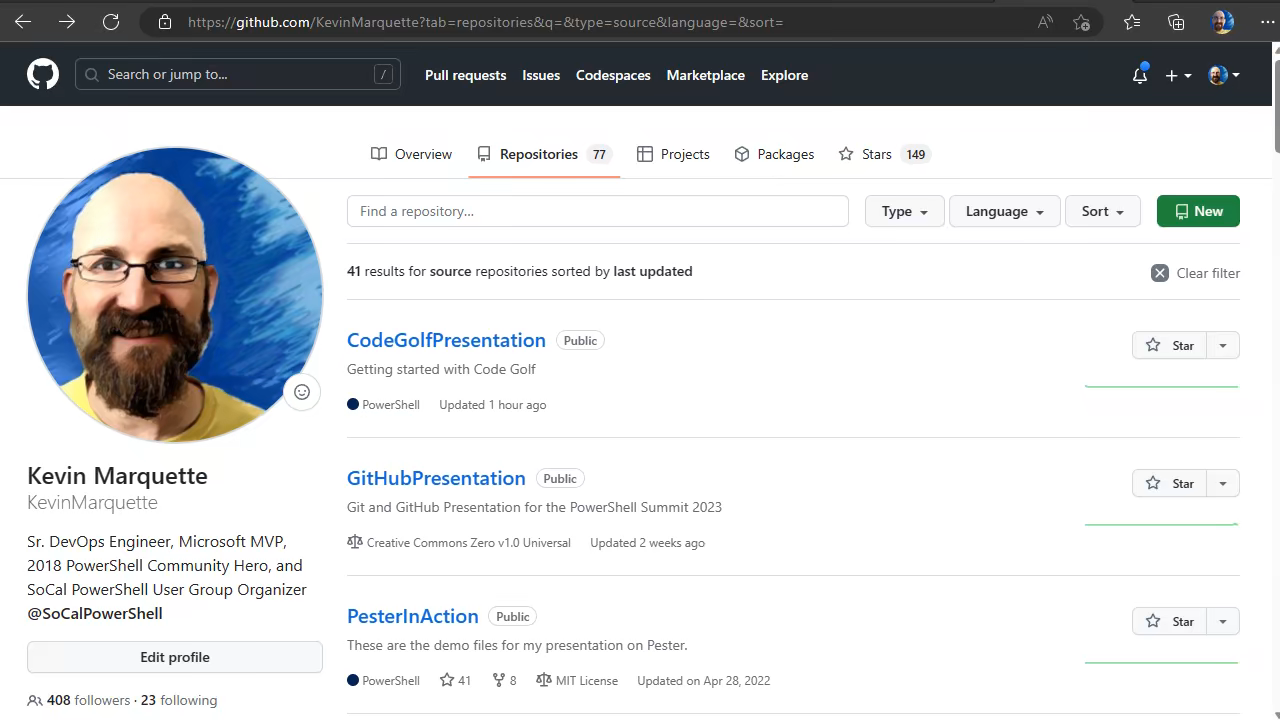 https://github.com/KevinMarquette?tab=repositories&q=&type=source&language=&sort=
Search or jump to... /
Pull requests Issues Codespaces Marketplace Explore
Overview Repositories 77 Projects Packages Stars 149
Find a repository... Type Language Sort New
41 results for source repositories sorted by last updated Clear filter
CodeGolfPresentation Public Star
Getting started with Code Golf
PowerShell Updated 1 hour ago
GitHubPresentation Public Star
Git and GitHub Presentation for the PowerShell Summit 2023
Creative Commons Zero v1.0 Universal Updated 2 weeks ago
PesterInAction Public Star
These are the demo files for my presentation on Pester.
PowerShell 41 8 MIT License Updated on Apr 28, 2022
Kevin Marquette
KevinMarquette
Sr. DevOps Engineer, Microsoft MVP,
2018 PowerShell Community Hero, and
SoCal PowerShell User Group Organizer
@SoCalPowerShell
Edit profile
408 followers · 23 following